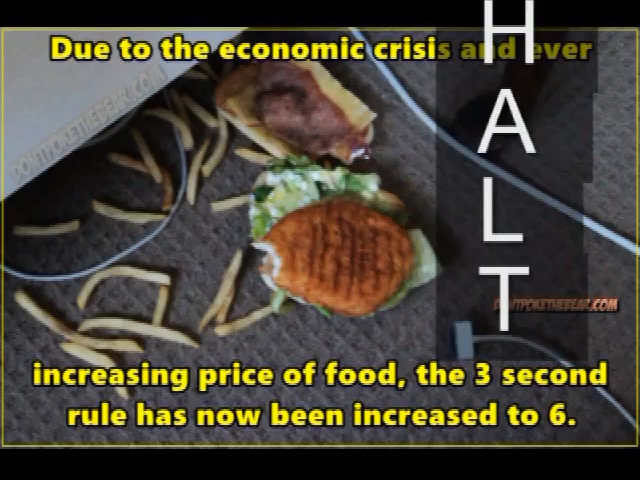 Due to the economic crisis and ever
HALT
DONTPOKETHEBEAR.COM
DONTPOKETHEBEAR.COM
increasing price of food, the 3 second
rule has now been increased to 6.